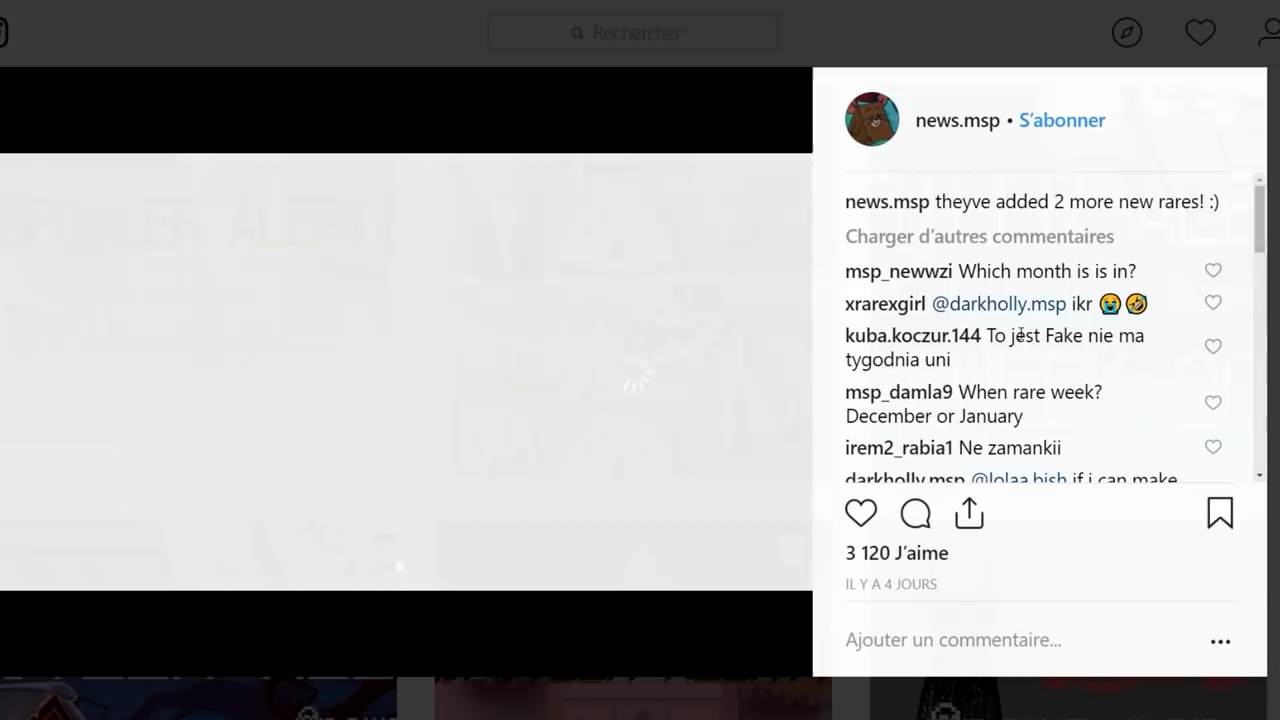 Rechercher
news.msp • S'abonner
news.msp theyve added 2 more new rares! :)
Charger d'autres commentaires
msp_newwzi Which month is is in?
xrarexgirl @darkholly.msp ikr 😭🤣
kuba.koczur.144 To jest Fake nie ma
tygodnia uni
msp_damla9 When rare week?
December or January
irem2_rabia1 Ne zamankii
darkholly.msp @lolaa.bish if i can make
3 120 J'aime
IL Y A 4 JOURS
Ajouter un commentaire...